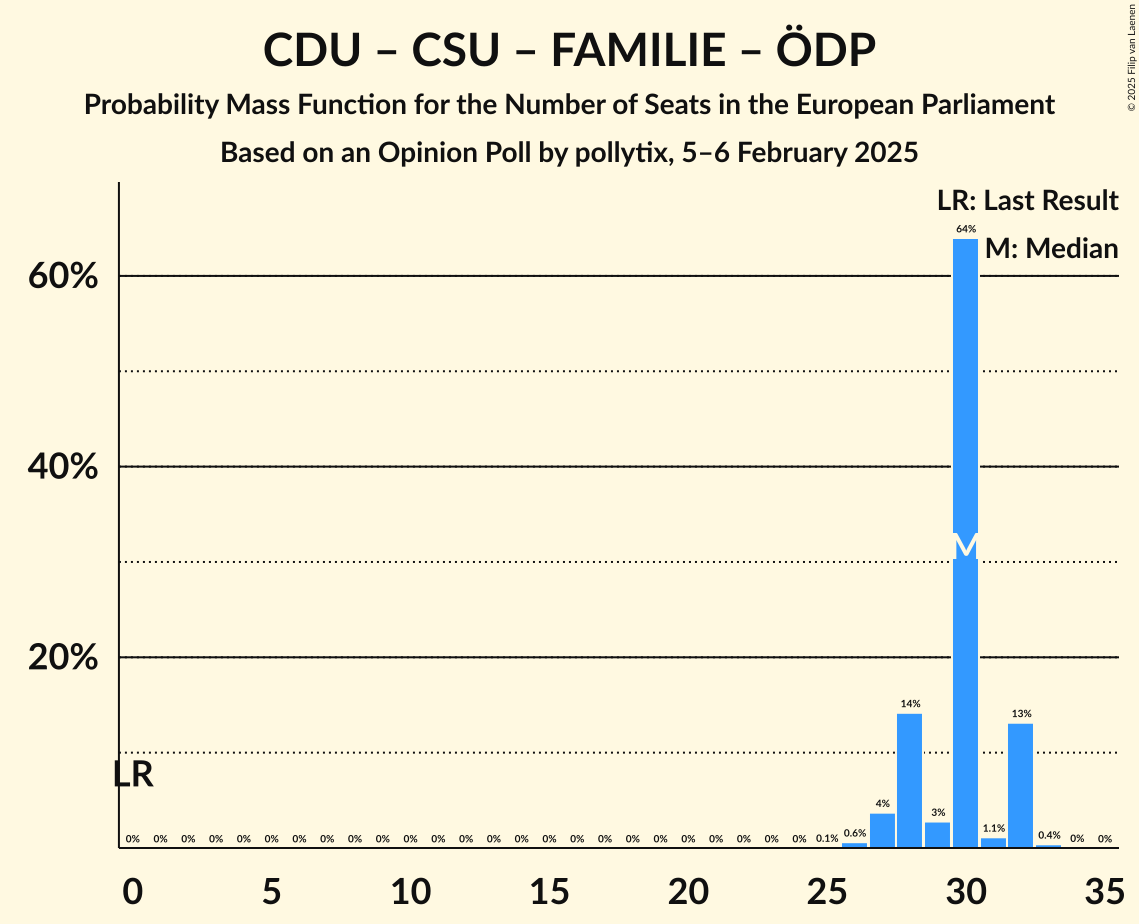 CDU – CSU – FAMILIE – ÖDP
Probability Mass Function for the Number of Seats in the European Parliament
Based on an Opinion Poll by pollytix, 5–6 February 2025
© 2025 Filip van Laenen
LR: Last Result
M: Median
64%
60%
40%
M
20%
14%
13%
LR
4%
3%
1.1%
0.6%
0.4%
0% 0% 0% 0% 0% 0% 0% 0% 0% 0% 0% 0% 0% 0% 0% 0% 0% 0% 0% 0% 0% 0% 0% 0% 0% 0.1% 0% 0%
0 5 10 15 20 25 30 35